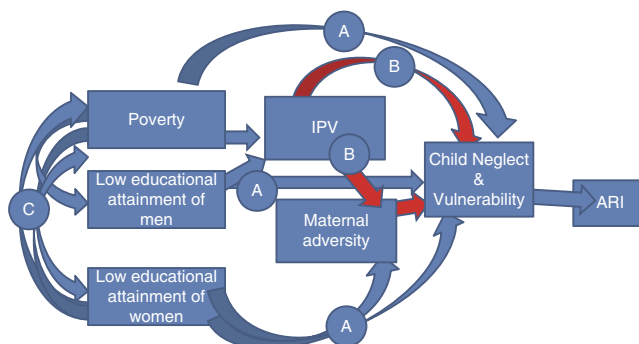 A
B
Poverty
IPV
B
Child Neglect
&
Vulnerability
Low educational
attainment of
men
A
C
ARI
Maternal
adversity
Low educational
attainment of
women
A